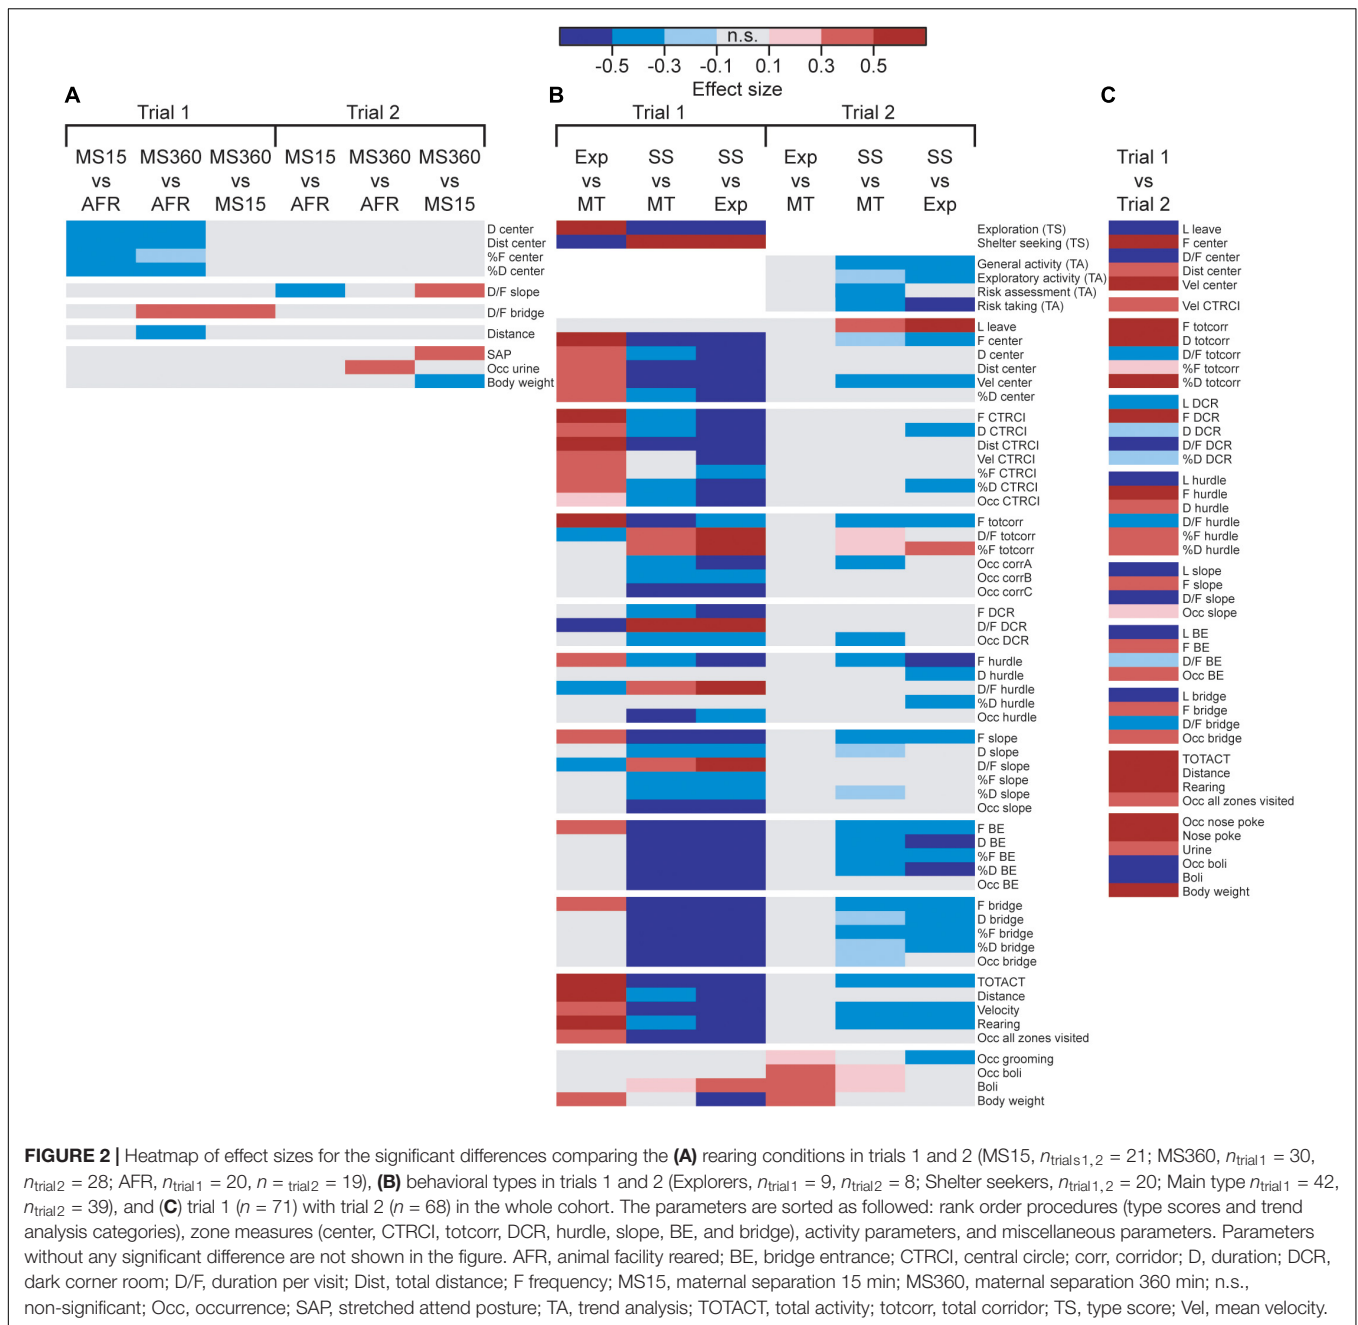 n.s.
-0.5 -0.3 -0.1 0.1 0.3 0.5
Effect size
A
Trial 1 Trial 2
MS15 MS360 MS360 MS15 MS360 MS360
vs vs vs vs vs vs
AFR AFR MS15 AFR AFR MS15
D center
Dist center
%F center
%D center
D/F slope
D/F bridge
Distance
SAP
Occ urine
Body weight
B
Trial 1 Trial 2
Exp SS SS Exp SS SS
vs vs vs vs vs vs
MT MT Exp MT MT Exp
Exploration (TS)
Shelter seeking (TS)
General activity (TA)
Exploratory activity (TA)
Risk assessment (TA)
Risk taking (TA)
L leave
F center
D center
Dist center
Vel center
%D center
F CTRCI
D CTRCI
Dist CTRCI
Vel CTRCI
%F CTRCI
%D CTRCI
Occ CTRCI
F totcorr
D/F totcorr
%F totcorr
Occ corrA
Occ corrB
Occ corrC
F DCR
D/F DCR
Occ DCR
F hurdle
D hurdle
D/F hurdle
%D hurdle
Occ hurdle
F slope
D slope
D/F slope
%F slope
%D slope
Occ slope
F BE
D BE
%F BE
%D BE
Occ BE
F bridge
D bridge
%F bridge
%D bridge
Occ bridge
TOTACT
Distance
Velocity
Rearing
Occ all zones visited
Occ grooming
Occ boli
Boli
Body weight
C
Trial 1
vs
Trial 2
L leave
F center
D/F center
Dist center
Vel center
Vel CTRCI
F totcorr
D totcorr
D/F totcorr
%F totcorr
%D totcorr
L DCR
F DCR
D DCR
D/F DCR
%D DCR
L hurdle
F hurdle
D hurdle
D/F hurdle
%F hurdle
%D hurdle
L slope
F slope
D/F slope
Occ slope
L BE
F BE
D/F BE
Occ BE
L bridge
F bridge
D/F bridge
Occ bridge
TOTACT
Distance
Rearing
Occ all zones visited
Occ nose poke
Nose poke
Urine
Occ boli
Boli
Body weight
FIGURE 2 | Heatmap of effect sizes for the significant differences comparing the (A) rearing conditions in trials 1 and 2 (MS15, ntrials1,2 = 21; MS360, ntrial1 = 30,
ntrial2 = 28; AFR, ntrial1 = 20, n = trial2 = 19), (B) behavioral types in trials 1 and 2 (Explorers, ntrial1 = 9, ntrial2 = 8; Shelter seekers, ntrial1,2 = 20; Main type ntrial1 = 42,
ntrial2 = 39), and (C) trial 1 (n = 71) with trial 2 (n = 68) in the whole cohort. The parameters are sorted as followed: rank order procedures (type scores and trend
analysis categories), zone measures (center, CTRCI, totcorr, DCR, hurdle, slope, BE, and bridge), activity parameters, and miscellaneous parameters. Parameters
without any significant difference are not shown in the figure. AFR, animal facility reared; BE, bridge entrance; CTRCI, central circle; corr, corridor; D, duration; DCR,
dark corner room; D/F, duration per visit; Dist, total distance; F frequency; MS15, maternal separation 15 min; MS360, maternal separation 360 min; n.s.,
non-significant; Occ, occurrence; SAP, stretched attend posture; TA, trend analysis; TOTACT, total activity; totcorr, total corridor; TS, type score; Vel, mean velocity.